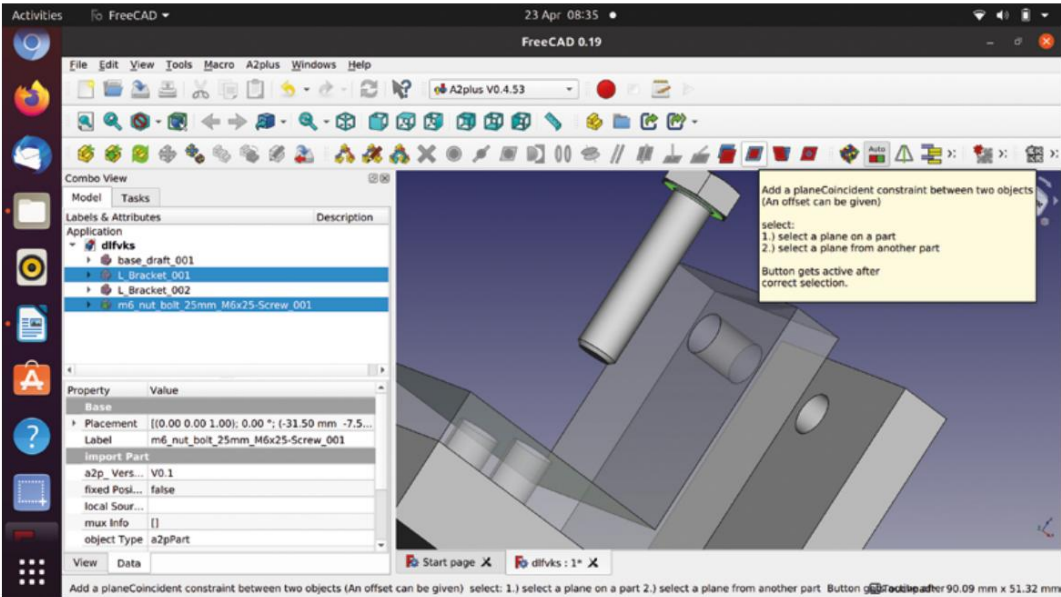 Activities
FreeCAD
23 Apr 08:35
FreeCAD 0.19
File Edit View Tools Macro A2plus Windows Help
A2plus V0.4.53
Auto
Combo View
Model Tasks
Labels & Attributes Description
Application
dlfvks
base_draft_001
L_Bracket_001
L_Bracket_002
m6_nut_bolt_25mm_M6x25-Screw_001
Add a planeCoincident constraint between two objects
(An offset can be given)
select:
1.) select a plane on a part
2.) select a plane from another part
Button gets active after
correct selection.
Property Value
Base
Placement [(0.00 0.00 1.00); 0.00 °; (-31.50 mm -7.5...
Label m6_nut_bolt_25mm_M6x25-Screw_001
import Part
a2p_ Vers... V0.1
fixed Posi... false
local Sour...
mux Info []
object Type a2pPart
View Data
Start page dlfvks : 1*
Add a planeCoincident constraint between two objects (An offset can be given) select: 1.) select a plane on a part 2.) select a plane from another part Button 90.09 mm x 51.32 mm